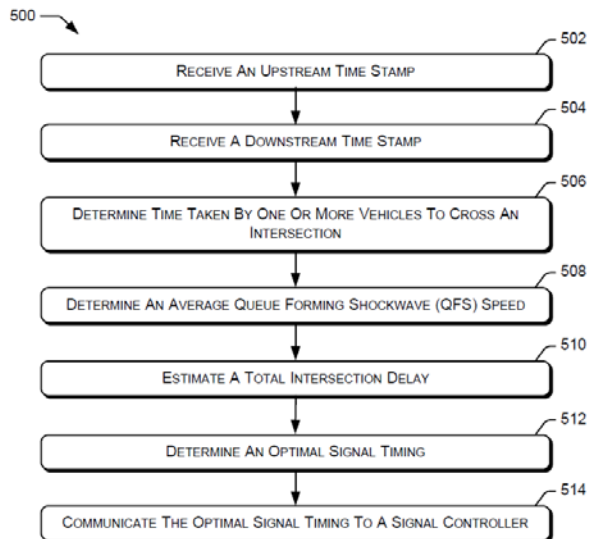 500
502
RECEIVE AN UPSTREAM TIME STAMP
504
RECEIVE A DOWNSTREAM TIME STAMP
506
DETERMINE TIME TAKEN BY ONE OR MORE VEHICLES TO CROSS AN
INTERSECTION
508
DETERMINE AN AVERAGE QUEUE FORMING SHOCKWAVE (QFS) SPEED
510
ESTIMATE A TOTAL INTERSECTION DELAY
512
DETERMINE AN OPTIMAL SIGNAL TIMING
514
COMMUNICATE THE OPTIMAL SIGNAL TIMING TO A SIGNAL CONTROLLER